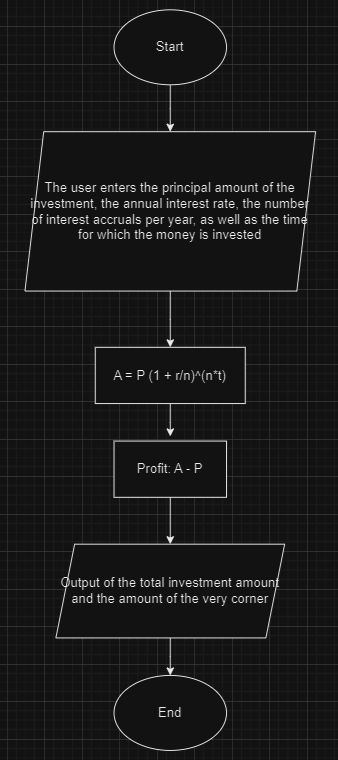 Start
The user enters the principal amount of the
investment, the annual interest rate, the number
of interest accruals per year, as well as the time
for which the money is invested
A = P (1 + r/n)^(n*t)
Profit: A - P
Output of the total investment amount
and the amount of the very corner
End